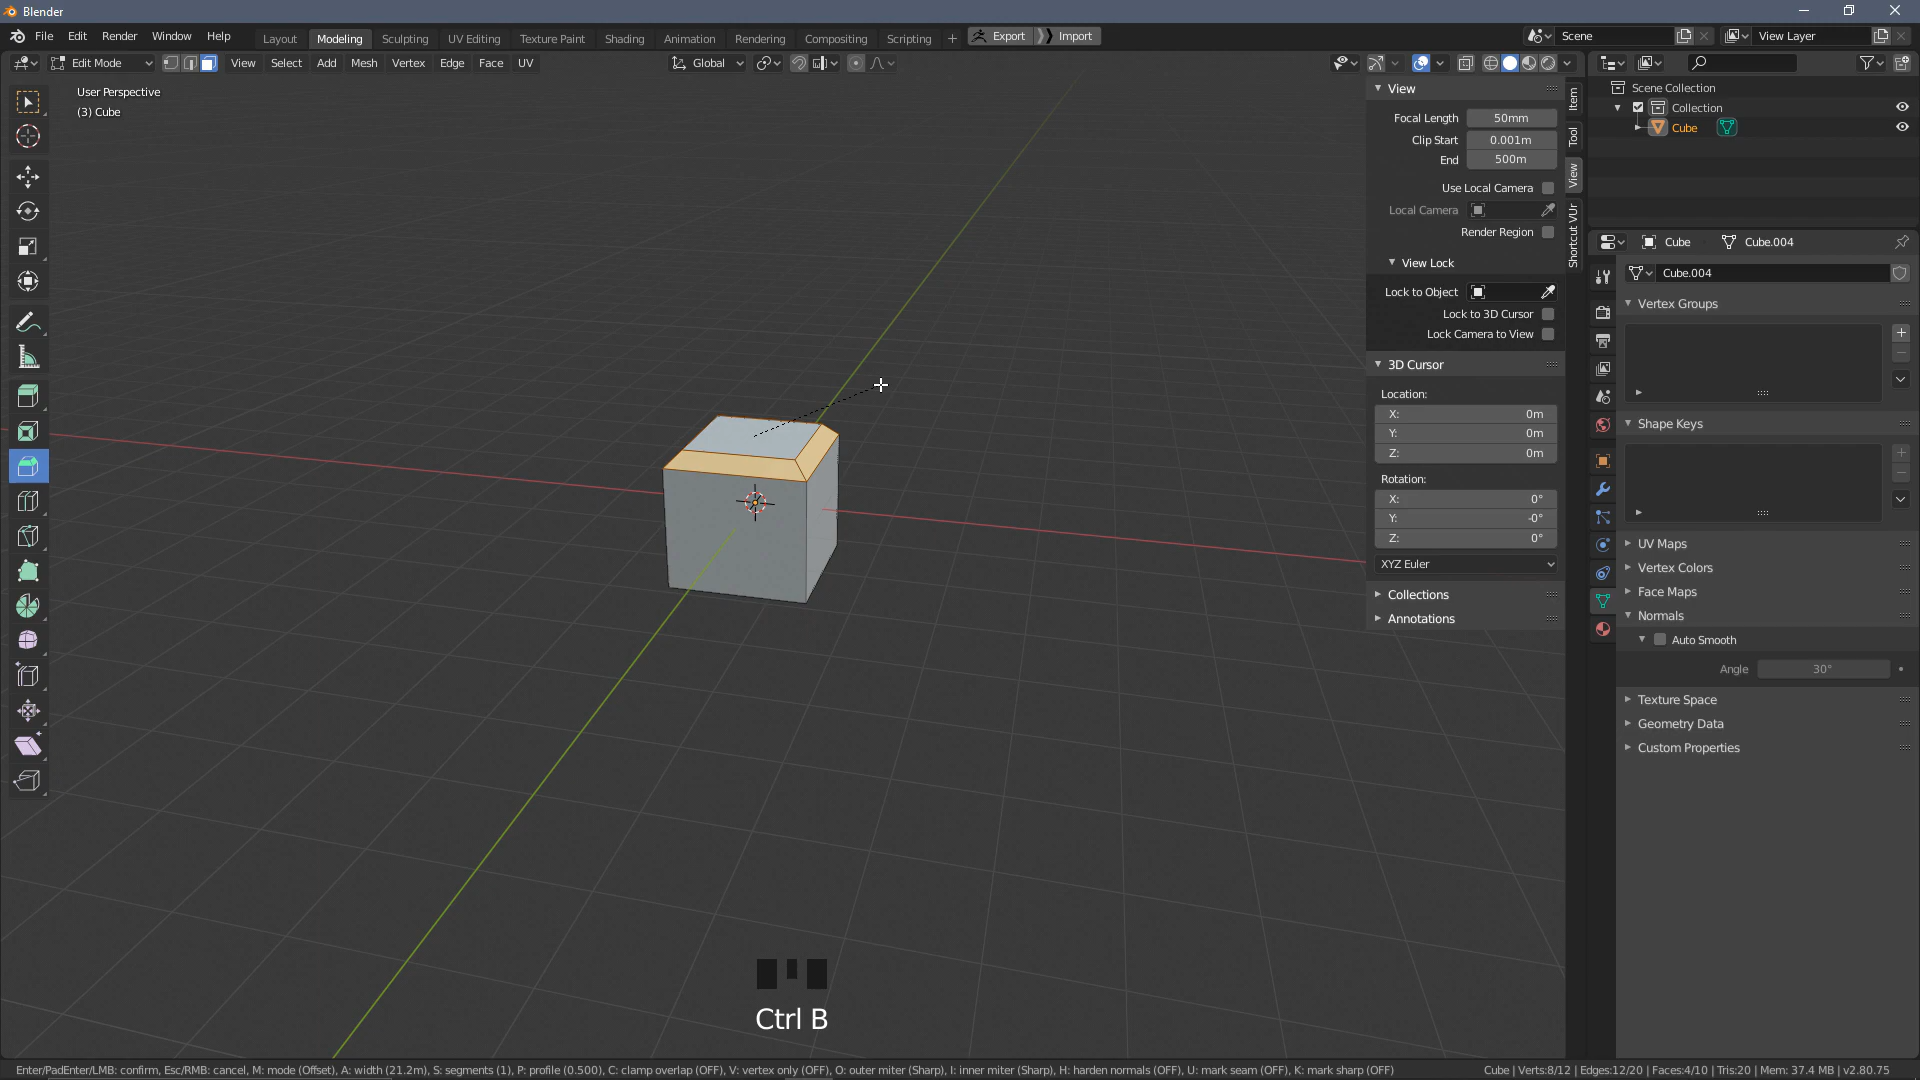 Blender
File Edit Render Window Help
Layout Modeling Sculpting UV Editing Texture Paint Shading Animation Rendering Compositing Scripting + Export Import
Scene View Layer
Edit Mode View Select Add Mesh Vertex Edge Face UV
Global
User Perspective
(3) Cube
View
Focal Length 50mm
Clip Start 0.001m
End 500m
Use Local Camera
Local Camera
Render Region
View Lock
Lock to Object
Lock to 3D Cursor
Lock Camera to View
3D Cursor
Location:
X: 0m
Y: 0m
Z: 0m
Rotation:
X: 0°
Y: -0°
Z: 0°
XYZ Euler
Collections
Annotations
Item
Tool
View
Shortcut VUr
Scene Collection
Collection
Cube
Cube Cube.004
Cube.004
Vertex Groups
Shape Keys
UV Maps
Vertex Colors
Face Maps
Normals
Auto Smooth
Angle 30°
Texture Space
Geometry Data
Custom Properties
Ctrl B
Enter/PadEnter/LMB: confirm, Esc/RMB: cancel, M: mode (Offset), A: width (21.2m), S: segments (1), P: profile (0.500), C: clamp overlap (OFF), V: vertex only (OFF), O: outer miter (Sharp), I: inner miter (Sharp), H: harden normals (OFF), U: mark seam (OFF), K: mark sharp (OFF)
Cube | Verts:8/12 | Edges:12/20 | Faces:4/10 | Tris:20 | Mem: 37.4 MB | v2.80.75